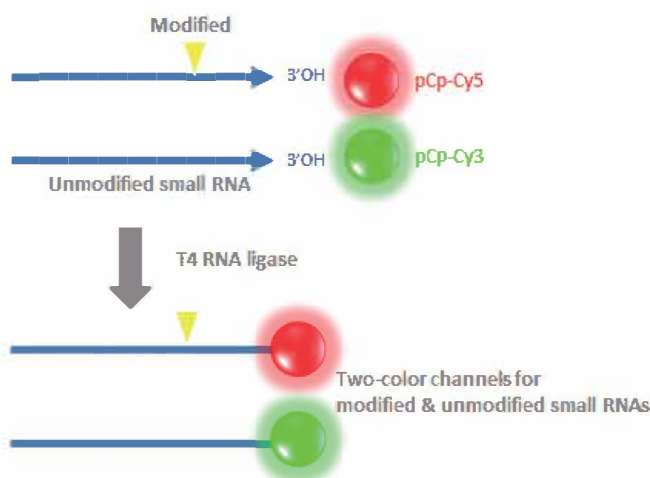 Modified
3'OH
pCp-Cy5
3'OH
pCp-Cy3
Unmodified small RNA
T4 RNA ligase
Two-color channels for
modified & unmodified small RNAs